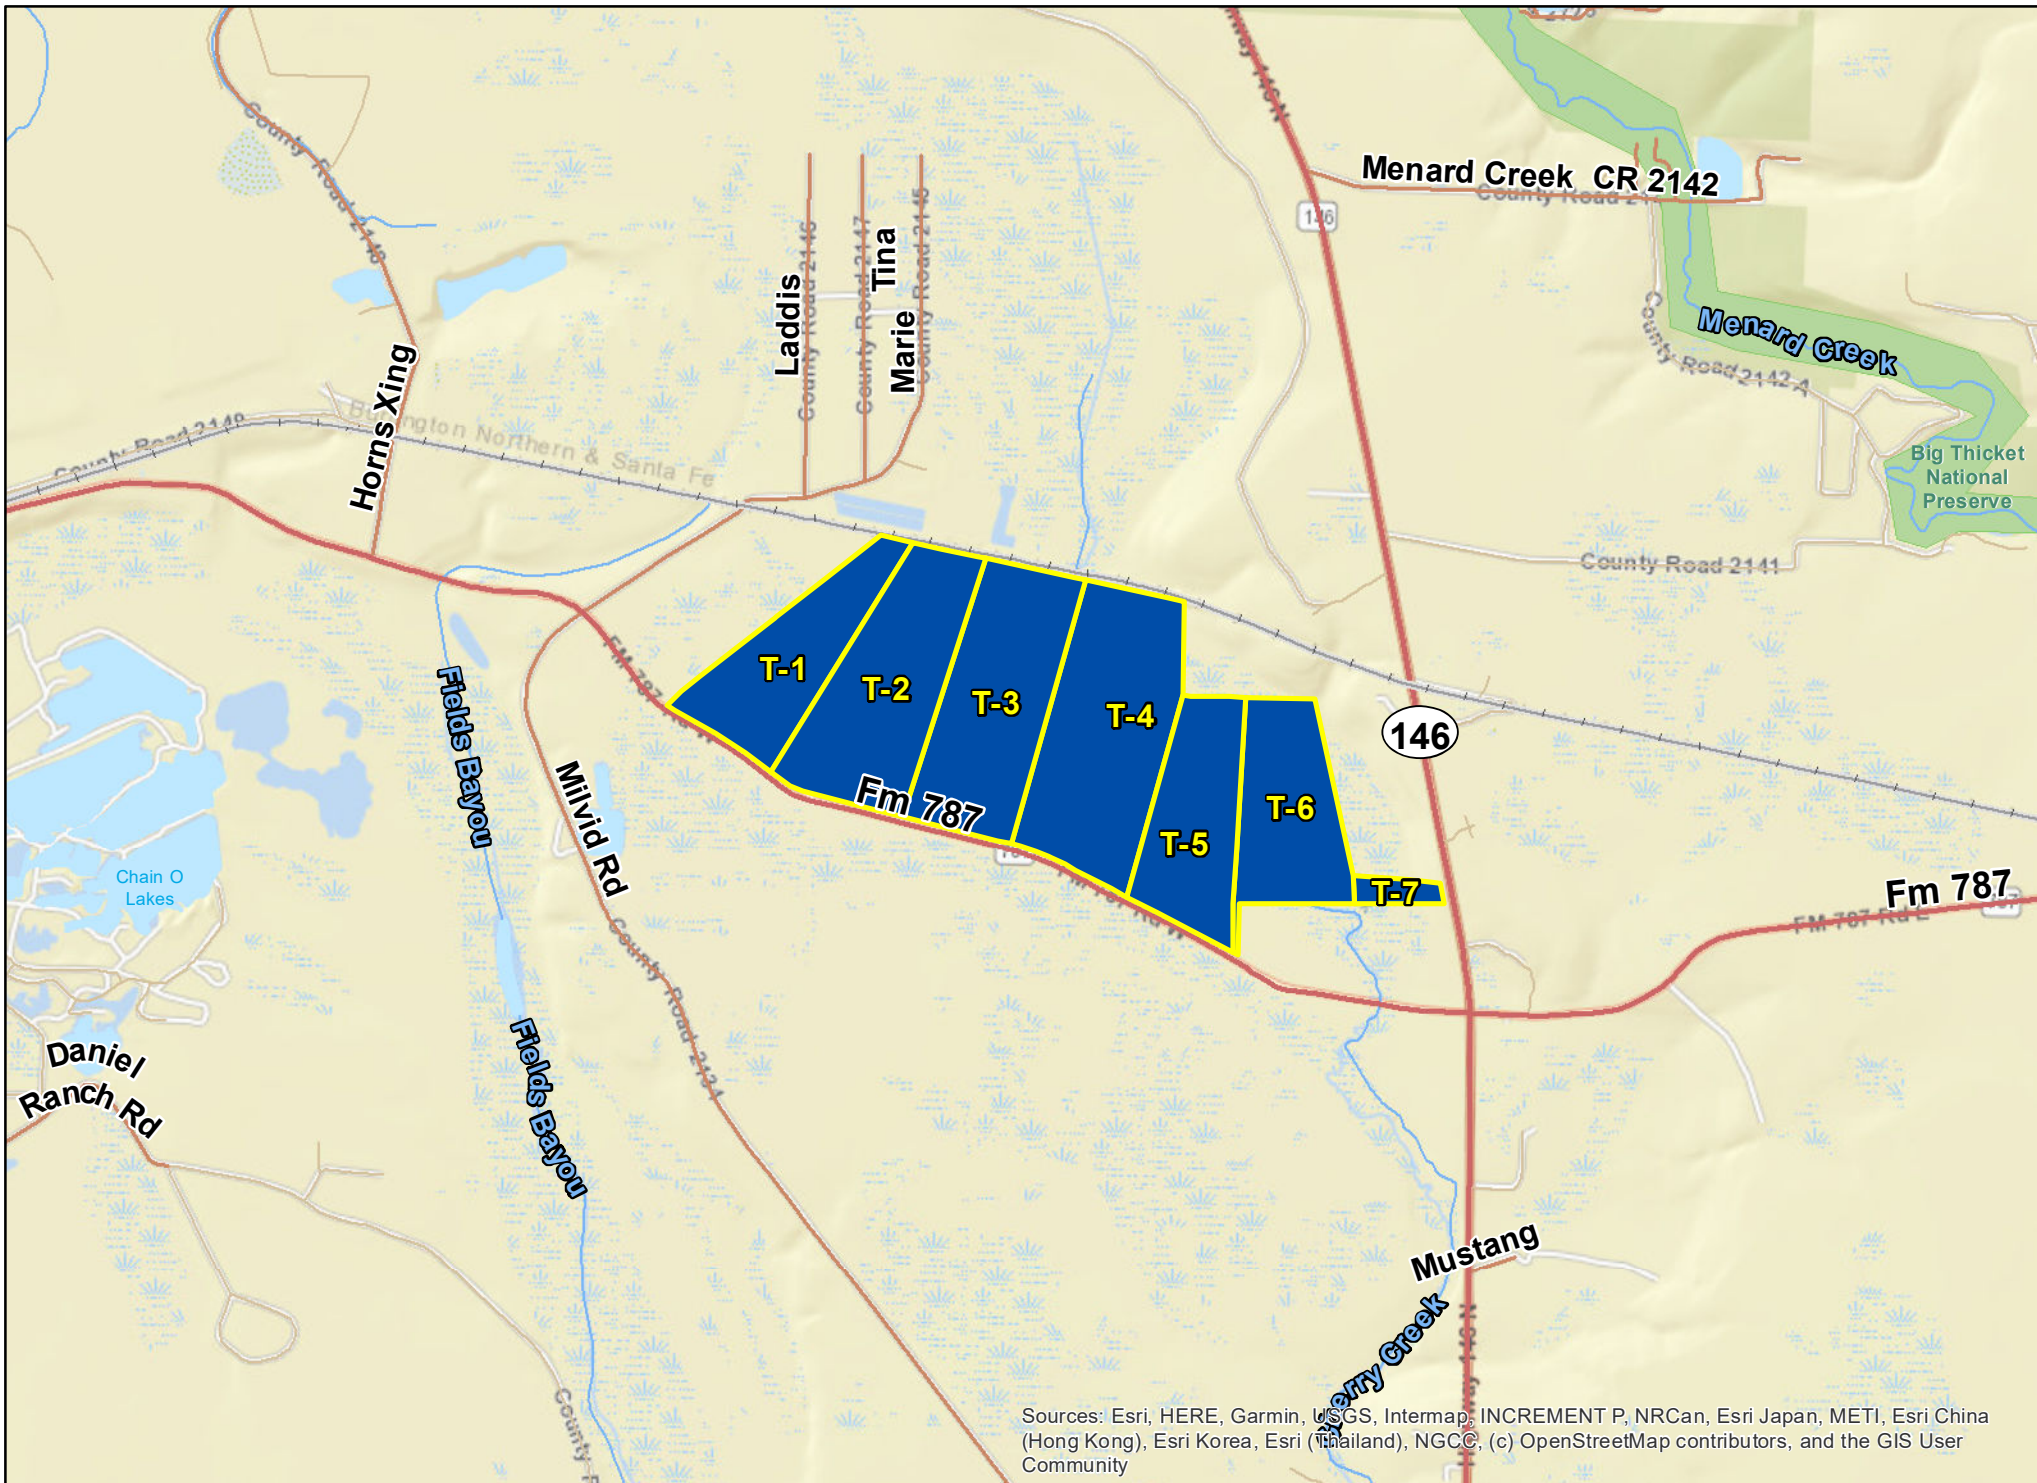 Menard Creek CR 2142
146
County Road 2148
Laddis
County Road 2146
Tina
County Road 2147
Marie
County Road 2145
Menard Creek
County Road 2142 A
Horns Xing
County Road 2149
Burlington Northern & Santa Fe
Big Thicket
National
Preserve
County Road 2141
T-1
T-2
T-3
T-4
T-5
T-6
T-7
146
Fm 787
Fm 787
FM 787 Rd E
Fields Bayou
Milvid Rd
Chain O
Lakes
County Road 2134
Fields Bayou
Daniel
Ranch Rd
Mustang
Creek
Sources: Esri, HERE, Garmin, USGS, Intermap, INCREMENT P, NRCan, Esri Japan, METI, Esri China
(Hong Kong), Esri Korea, Esri (Thailand), NGCC, (c) OpenStreetMap contributors, and the GIS User
Community